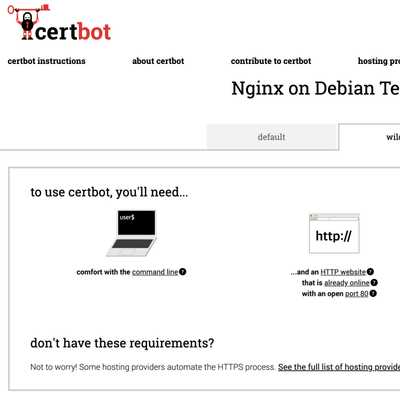 certbot
certbot instructions about certbot contribute to certbot hosting pro
Nginx on Debian Te
default wil
to use certbot, you'll need...
user$
http://
comfort with the command line ?
...and an HTTP website ?
that is already online ?
with an open port 80 ?
don't have these requirements?
Not to worry! Some hosting providers automate the HTTPS process. See the full list of hosting provide